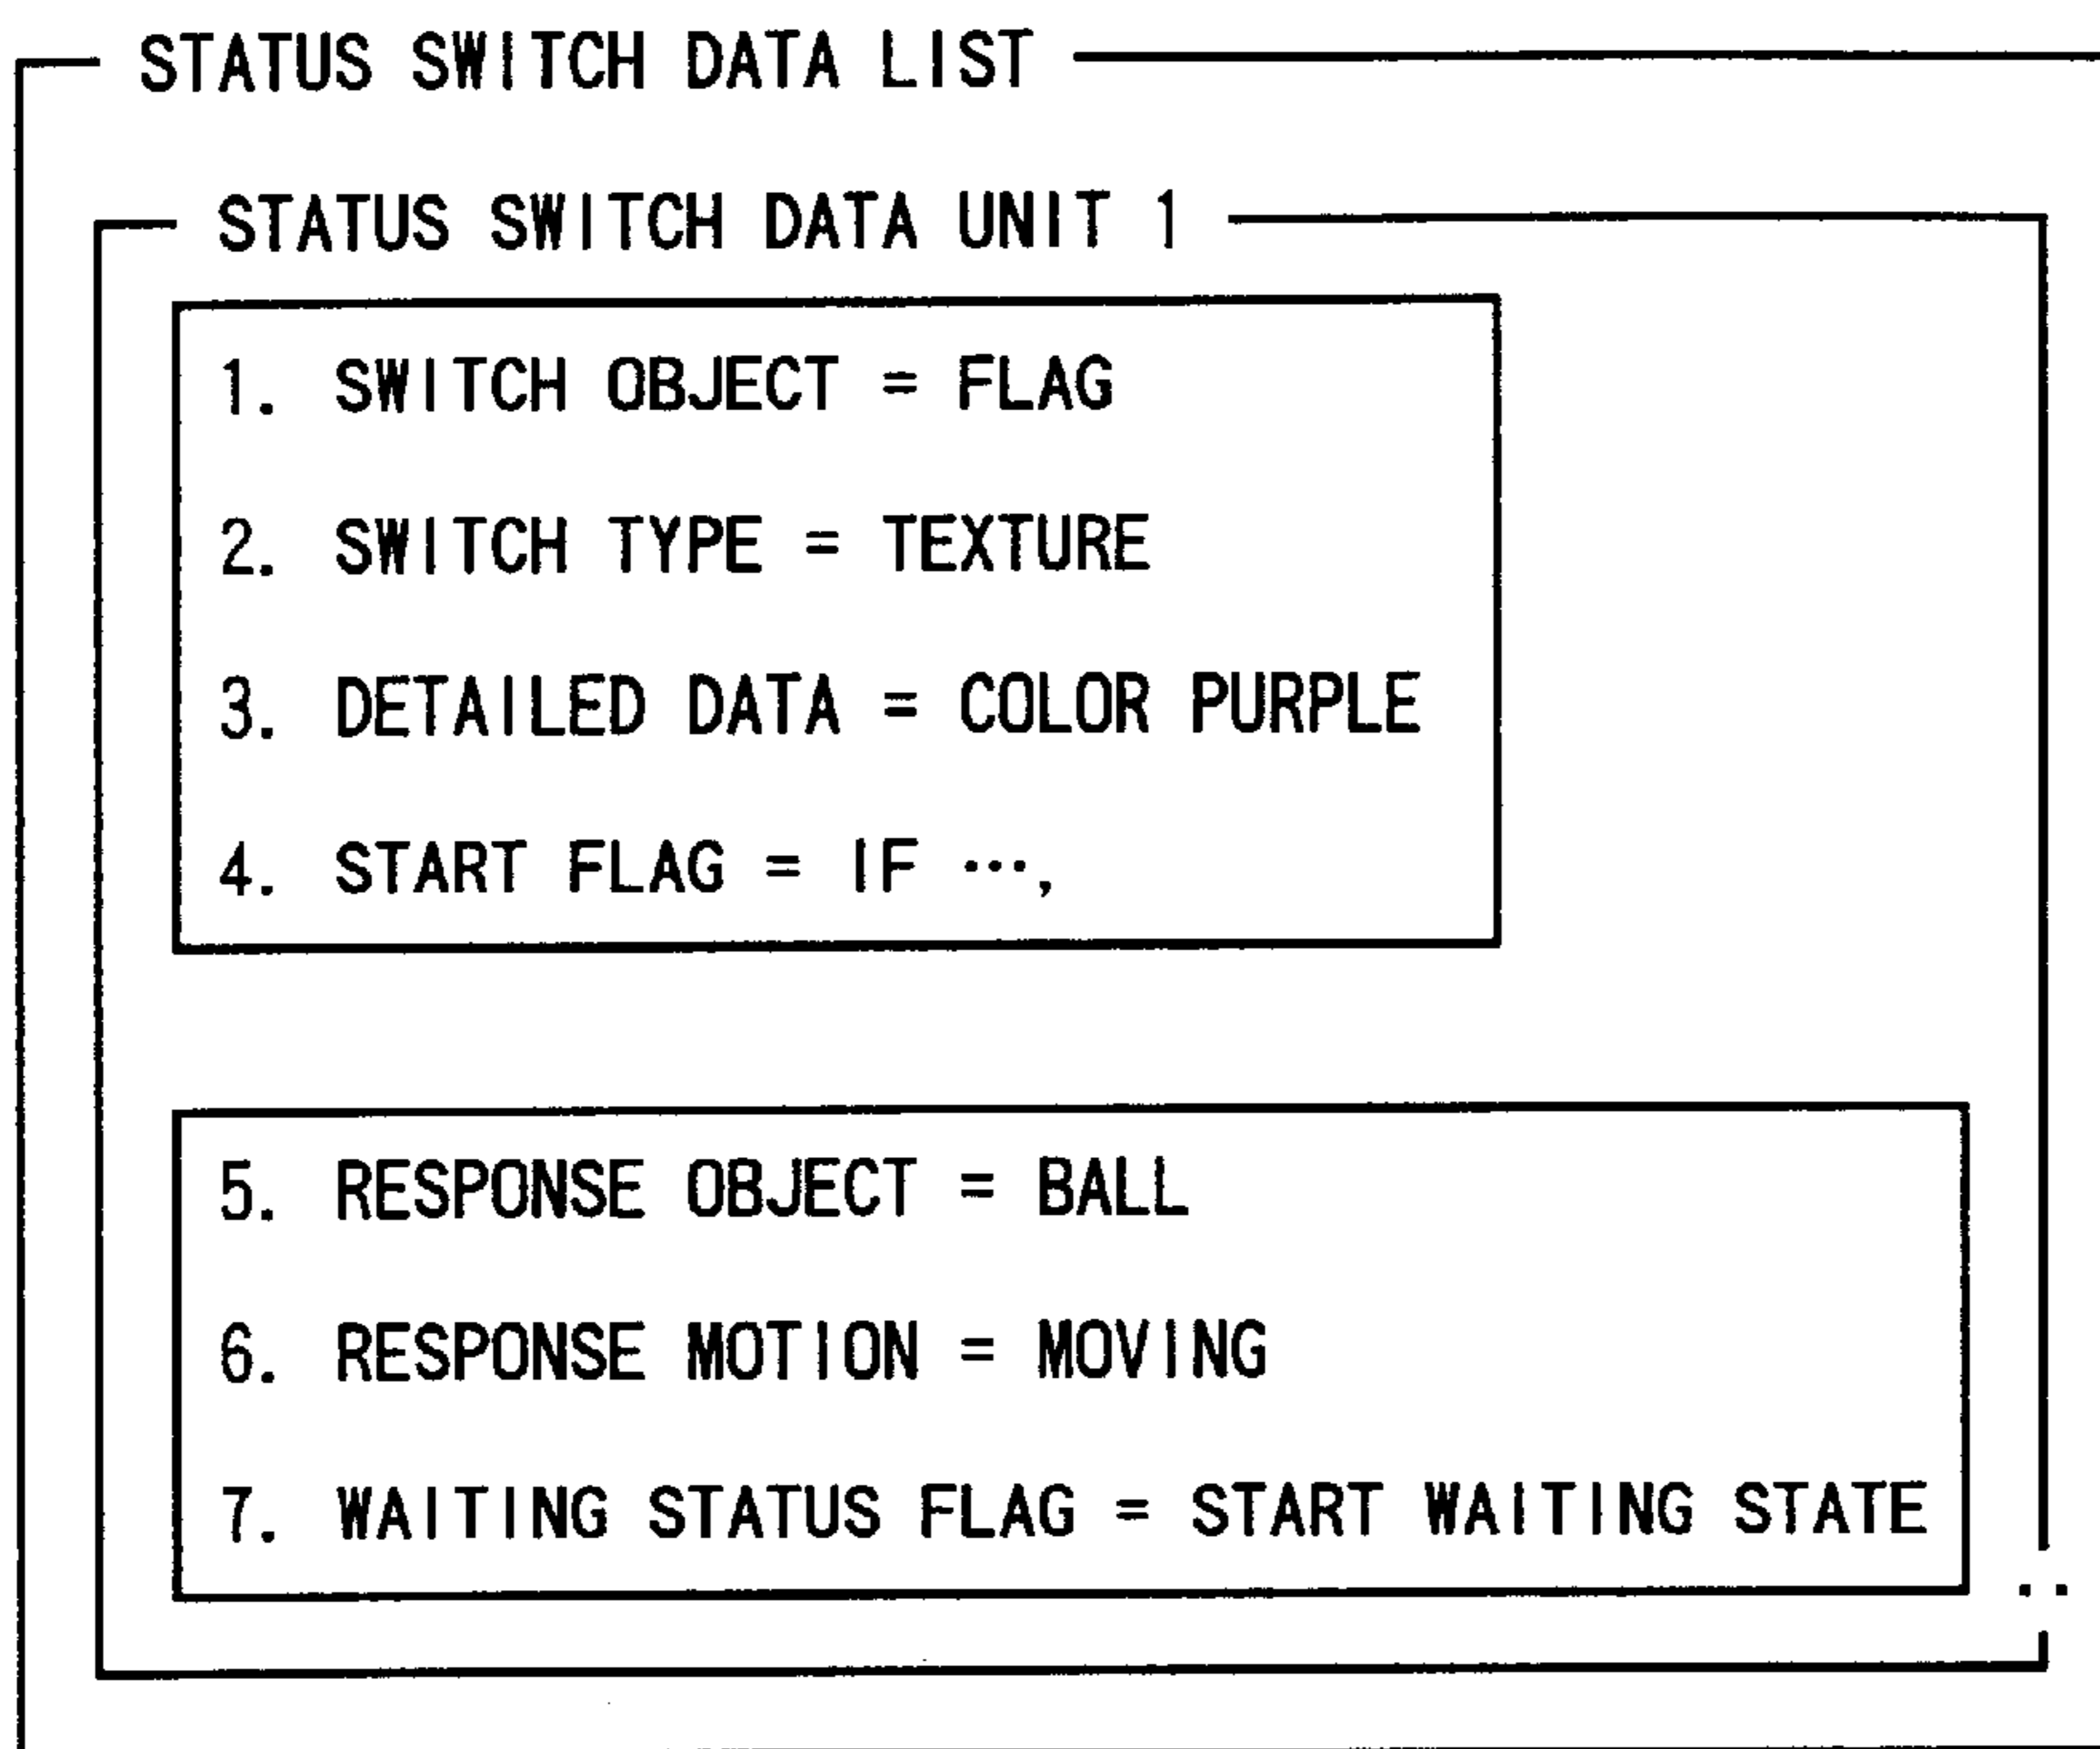 STATUS SWITCH DATA LIST
STATUS SWITCH DATA UNIT 1
1. SWITCH OBJECT = FLAG
2. SWITCH TYPE = TEXTURE
3. DETAILED DATA = COLOR PURPLE
4. START FLAG = IF ···,
5. RESPONSE OBJECT = BALL
6. RESPONSE MOTION = MOVING
7. WAITING STATUS FLAG = START WAITING STATE